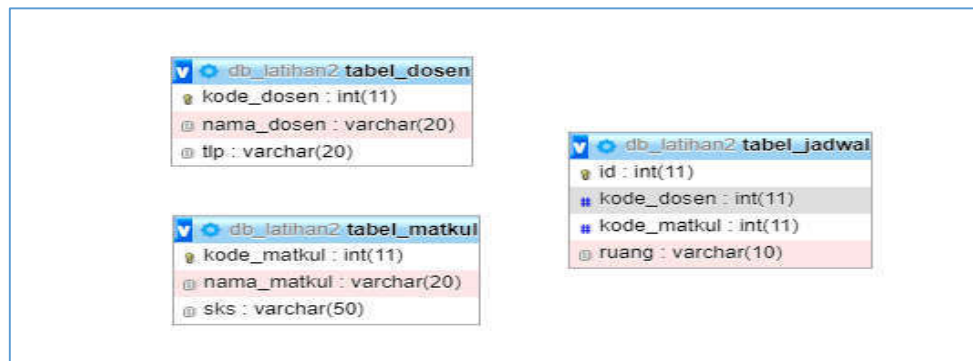 db_latihan2 tabel_dosen
kode_dosen : int(11)
nama_dosen : varchar(20)
tlp : varchar(20)
db_latihan2 tabel_matkul
kode_matkul : int(11)
nama_matkul : varchar(20)
sks : varchar(50)
db_latihan2 tabel_jadwal
id : int(11)
kode_dosen : int(11)
kode_matkul : int(11)
ruang : varchar(10)